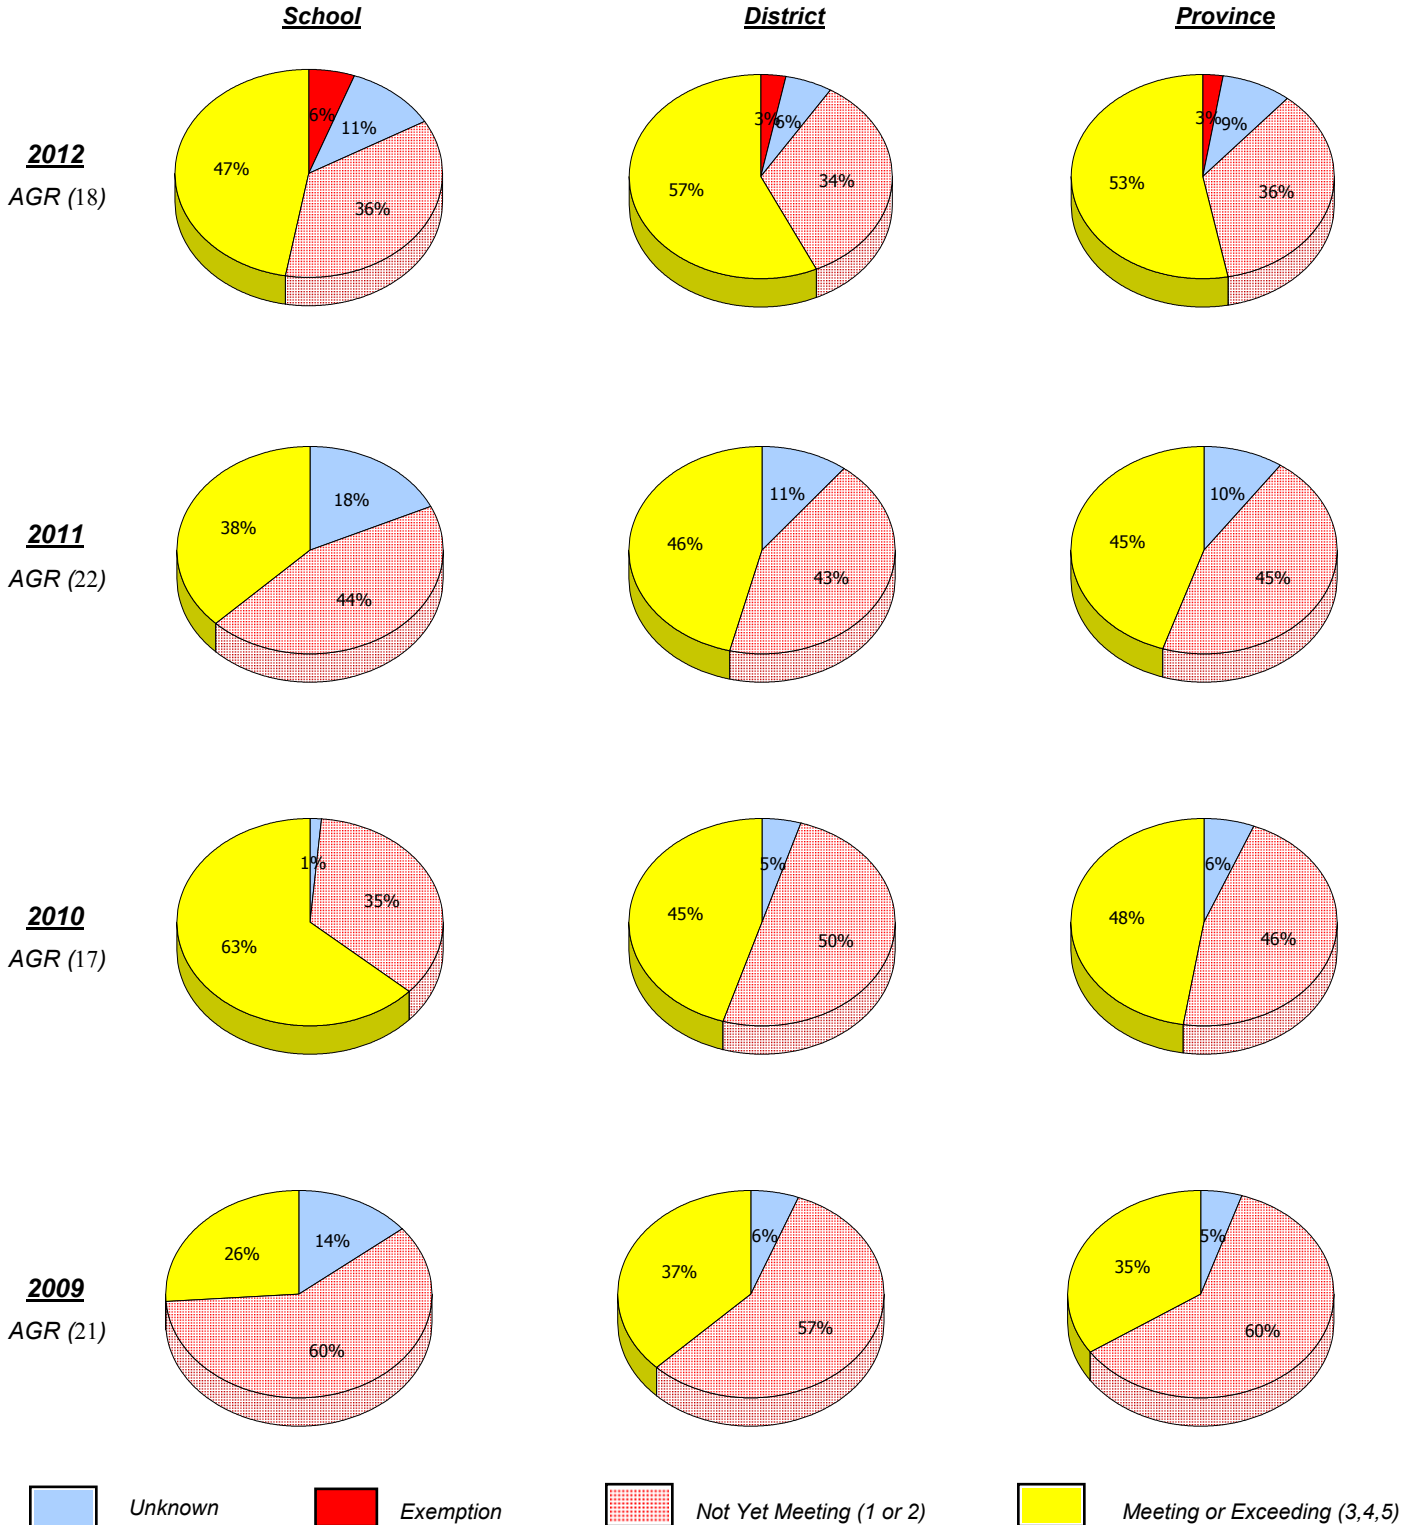 School District Province
6% 11% 36% 47%
3% 6% 34% 57%
3% 9% 36% 53%
2012
AGR (18)
18% 44% 38%
11% 43% 46%
10% 45% 45%
2011
AGR (22)
1% 35% 63%
5% 50% 45%
6% 46% 48%
2010
AGR (17)
14% 60% 26%
6% 57% 37%
5% 60% 35%
2009
AGR (21)
Unknown Exemption Not Yet Meeting (1 or 2) Meeting or Exceeding (3,4,5)